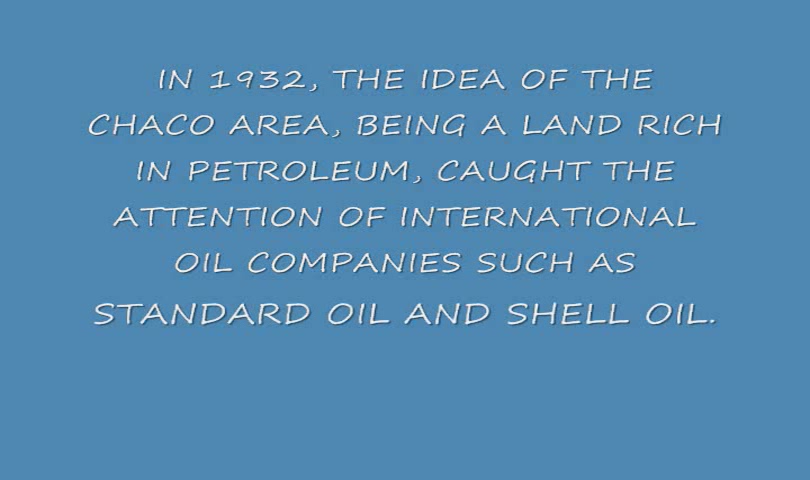 IN 1932, THE IDEA OF THE
CHACO AREA, BEING A LAND RICH
IN PETROLEUM, CAUGHT THE
ATTENTION OF INTERNATIONAL
OIL COMPANIES SUCH AS
STANDARD OIL AND SHELL OIL.